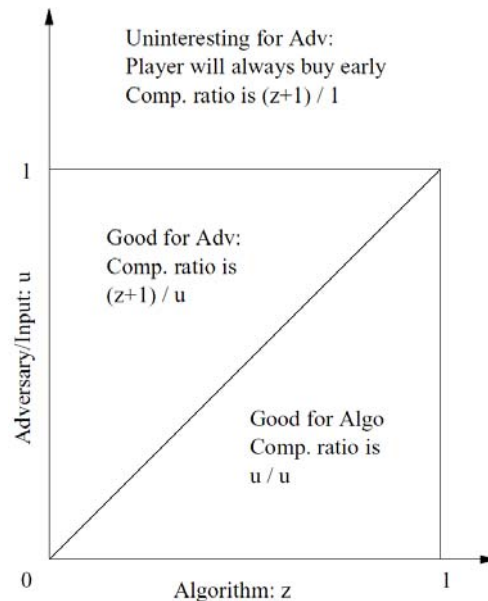 Uninteresting for Adv:
Player will always buy early
Comp. ratio is (z+1) / 1
1
Good for Adv:
Comp. ratio is
(z+1) / u
Adversary/Input: u
Good for Algo
Comp. ratio is
u / u
0
Algorithm: z
1